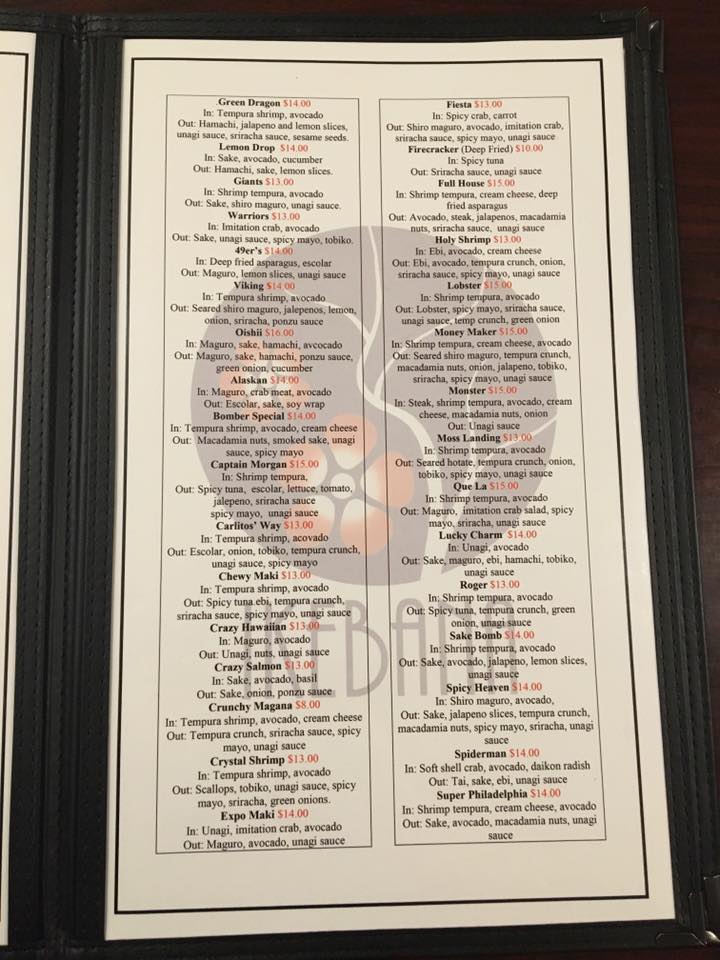 Green Dragon $14.00
In: Tempura shrimp, avocado
Out: Hamachi, jalapeno and lemon slices,
unagi sauce, sriracha sauce, sesame seeds.
Lemon Drop $14.00
In: Sake, avocado, cucumber
Out: Hamachi, sake, lemon slices.
Giants $13.00
In: Shrimp tempura, avocado
Out: Sake, shiro maguro, unagi sauce.
Warriors $13.00
In: Imitation crab, avocado
Out: Sake, unagi sauce, spicy mayo, tobiko.
49er's $14.00
In: Deep fried asparagus, escolar
Out: Maguro, lemon slices, unagi sauce
Viking $14.00
In: Tempura shrimp, avocado
Out: Seared shiro maguro, jalepenos, lemon,
onion, sriracha, ponzu sauce
Oishii $16.00
In: Maguro, sake, hamachi, avcocado
Out: Maguro, sake, hamachi, ponzu sauce,
green onion, cucumber
Alaskan $14.00
In: Maguro, crab meat, avocado
Out: Escolar, sake, soy wrap
Bomber Special $14.00
In: Tempura shrimp, avocado, cream cheese
Out: Macadamia nuts, smoked sake, unagi
sauce, spicy mayo
Captain Morgan $15.00
In: Shrimp tempura,
Out: Spicy tuna, escolar, lettuce, tomato,
jalepeno, sriracha sauce
spicy mayo, unagi sauce
Carlitos' Way $13.00
In: Tempura shrimp, acovado
Out: Escolar, onion, tobiko, tempura crunch,
unagi sauce, spicy mayo
Chewy Maki $13.00
In: Tempura shrimp, avocado
Out: Spicy tuna ebi, tempura crunch,
sriracha sauce, spicy mayo, unagi sauce
Crazy Hawaiian $13.00
In: Maguro, avocado
Out: Unagi, nuts, unagi sauce
Crazy Salmon $13.00
In: Sake, avocado, basil
Out: Sake, onion, ponzu sauce
Crunchy Magana $8.00
In: Tempura shrimp, avocado, cream cheese
Out: Tempura crunch, sriracha sauce, spicy
mayo, unagi sauce
Crystal Shrimp $13.00
In: Tempura shrimp, avocado
Out: Scallops, tobiko, unagi sauce, spicy
mayo, sriracha, green onions.
Expo Maki $14.00
In: Unagi, imitation crab, avocado
Out: Maguro, avocado, unagi sauce
Fiesta $13.00
In: Spicy crab, carrot
Out: Shiro maguro, avocado, imitation crab,
sriracha sauce, spicy mayo, unagi sauce
Firecracker (Deep Fried) $10.00
In: Spicy tuna
Out: Sriracha sauce, unagi sauce
Full House $15.00
In: Shrimp tempura, cream cheese, deep
fried asparagus
Out: Avocado, steak, jalapenos, macadamia
nuts, sriracha sauce, unagi sauce
Holy Shrimp $13.00
In: Ebi, avocado, cream cheese
Out: Ebi, avocado, tempura crunch, onion,
sriracha sauce, spicy mayo, unagi sauce
Lobster $15.00
In: Shrimp tempura, avocado
Out: Lobster, spicy mayo, sriracha sauce,
unagi sauce, temp crunch, green onion
Money Maker $15.00
In: Shrimp tempura, cream cheese, avocado
Out: Seared shiro maguro, tempura crunch,
macadamia nuts, onion, jalapeno, tobiko,
sriracha, spicy mayo, unagi sauce
Monster $15.00
In: Steak, shrimp tempura, avocado, cream
cheese, macadamia nuts, onion
Out: Unagi sauce
Moss Landing $13.00
In: Shrimp tempura, avocado
Out: Seared hotate, tempura crunch, onion,
tobiko, spicy mayo, unagi sauce
Que La $15.00
In: Shrimp tempura, avocado
Out: Maguro, imitation crab salad, spicy
mayo, sriracha, unagi sauce
Lucky Charm $14.00
In: Unagi, avocado
Out: Sake, maguro, ebi, hamachi, tobiko,
unagi sauce
Roger $13.00
In: Shrimp tempura, avocado
Out: Spicy tuna, tempura crunch, green
onion, unagi sauce
Sake Bomb $14.00
In: Shrimp tempura, avocado
Out: Sake, avocado, jalapeno, lemon slices,
unagi sauce
Spicy Heaven $14.00
In: Shiro maguro, avocado,
Out: Sake, jalapeno slices, tempura crunch,
macadamia nuts, spicy mayo, sriracha, unagi
sauce
Spiderman $14.00
In: Soft shell crab, avocado, daikon radish
Out: Tai, sake, ebi, unagi sauce
Super Philadelphia $14.00
In: Shrimp tempura, cream cheese, avocado
Out: Sake, avocado, macadamia nuts, unagi
sauce
IKEBANA